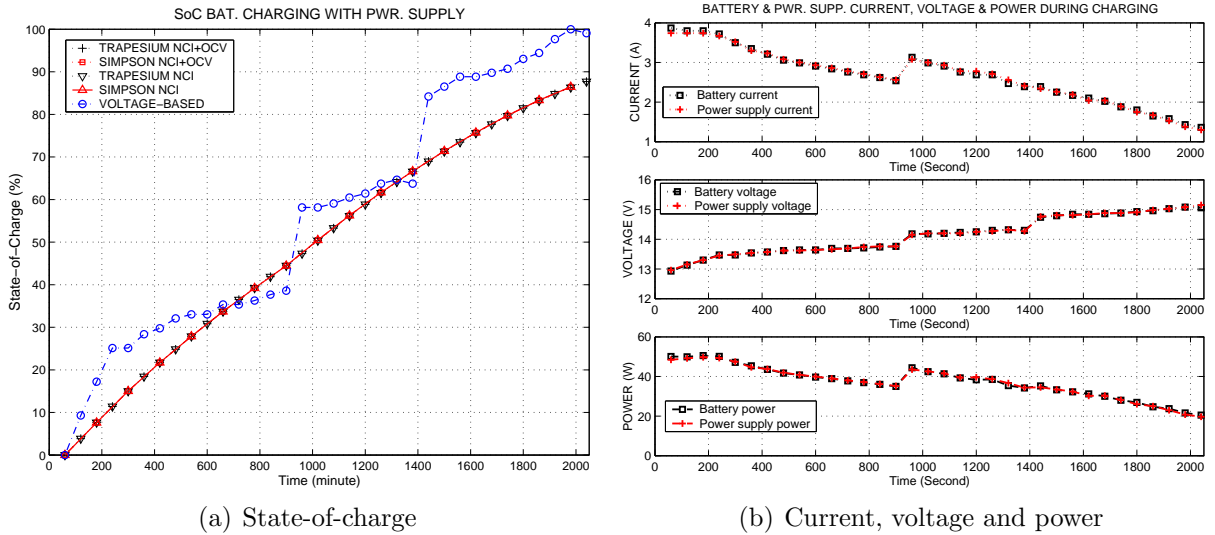 SoC BAT. CHARGING WITH PWR. SUPPLY
100
90
80
70
60
50
40
30
20
10
0
State−of−Charge (%)
TRAPESIUM NCI+OCV
SIMPSON NCI+OCV
TRAPESIUM NCI
SIMPSON NCI
VOLTAGE−BASED
0 200 400 600 800 1000 1200 1400 1600 1800 2000
Time (minute)
(a) State-of-charge
BATTERY & PWR. SUPP. CURRENT, VOLTAGE & POWER DURING CHARGING
4
3
2
1
CURRENT (A)
Battery current
Power supply current
0 200 400 600 800 1000 1200 1400 1600 1800 2000
Time (Second)
16
15
14
13
12
VOLTAGE (V)
Battery voltage
Power supply voltage
0 200 400 600 800 1000 1200 1400 1600 1800 2000
Time (Second)
60
40
20
0
POWER (W)
Battery power
Power supply power
0 200 400 600 800 1000 1200 1400 1600 1800 2000
Time (Second)
(b) Current, voltage and power